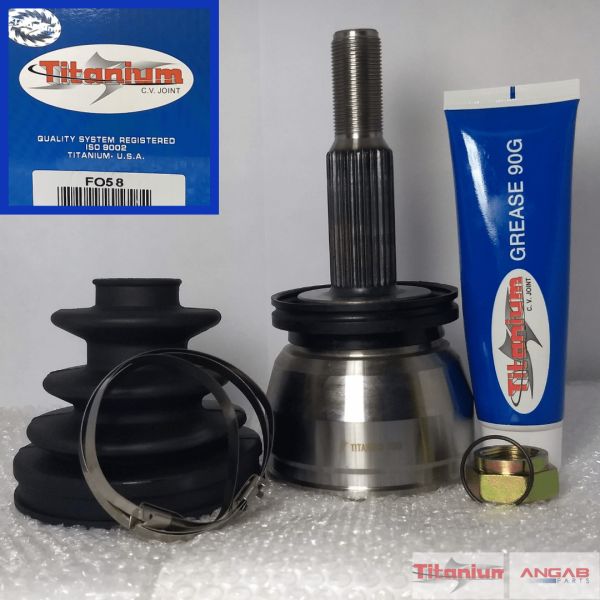 Titanium
Titanium
C.V. JOINT
QUALITY SYSTEM REGISTERED
ISO 9002
TITANIUM- U.S.A.
FO58
GREASE 90G
Titanium
C.V. JOINT
Titanium
ANGAB
PARTS